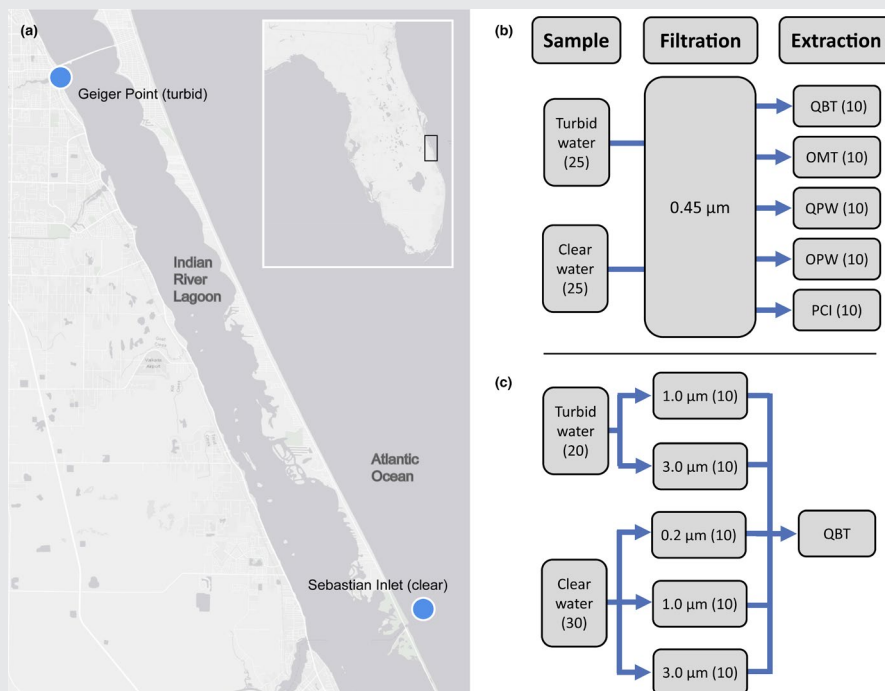 (a)
Geiger Point (turbid)
Indian
River
Lagoon
Atlantic
Ocean
Sebastian Inlet (clear)
(b)
Sample
Filtration
Extraction
Turbid
water
(25)
Clear
water
(25)
0.45 µm
QBT (10)
OMT (10)
QPW (10)
OPW (10)
PCI (10)
(c)
Turbid
water
(20)
Clear
water
(30)
1.0 µm (10)
3.0 µm (10)
0.2 µm (10)
1.0 µm (10)
3.0 µm (10)
QBT